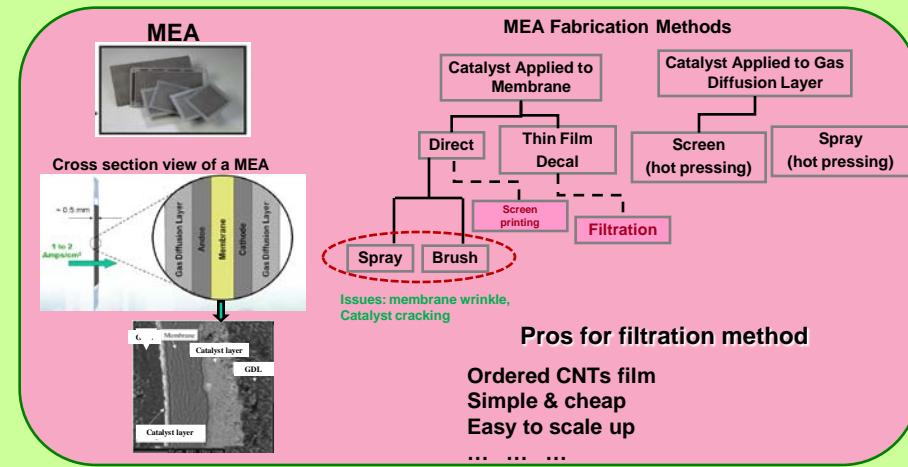 MEA
Cross section view of a MEA
~ 0.5 mm
1 to 2
Amps/cm²
Gas Diffusion Layer
Andoe
Membrane
Cathode
Gas Diffusion Layer
Membrane
Catalyst layer
GDL
Catalyst layer
MEA Fabrication Methods
Catalyst Applied to
Membrane
Catalyst Applied to Gas
Diffusion Layer
Direct
Thin Film
Decal
Screen
(hot pressing)
Spray
(hot pressing)
Screen
printing
Filtration
Spray
Brush
Issues: membrane wrinkle,
Catalyst cracking
Pros for filtration method
Ordered CNTs film
Simple & cheap
Easy to scale up
... ... ...